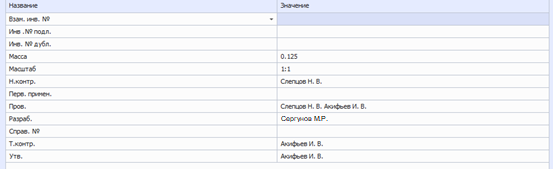 Название Значение
Взам. инв. №
Инв .№ подл.
Инв. № дубл.
Масса 0.125
Масштаб 1:1
Н.контр. Слепцов Н. В.
Перв. примен.
Пров. Слепцов Н. В. Акифьев И. В.
Разраб. Сергунов М.Р.
Справ. №
Т.контр. Акифьев И. В.
Утв. Акифьев И. В.